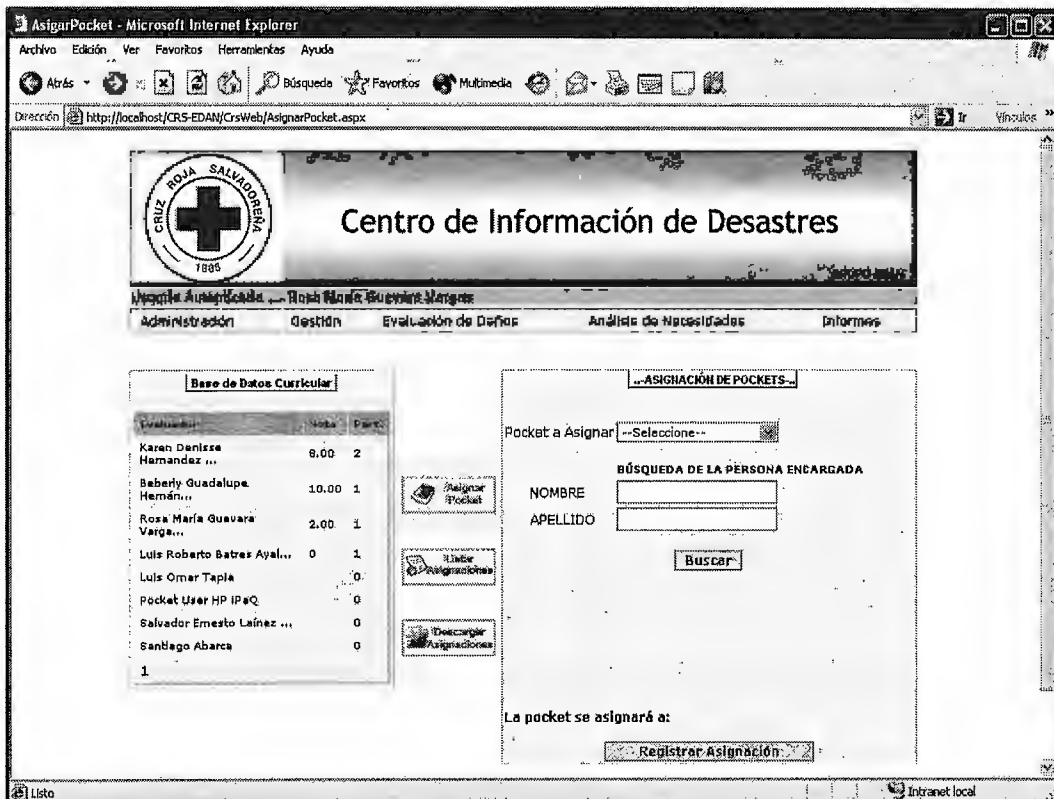 AsigarPocket - Microsoft Internet Explorer
Archivo Edición Ver Favoritos Herramientas Ayuda
Atrás Búsqueda Favoritos Multimedia
Dirección http://localhost/CRS-EDAN/CrsWeb/AsignarPocket.aspx Ir Vínculos »
CRUZ ROJA SALVADOREÑA
1885
Centro de Información de Desastres
Usuario Autenticado ... Rosa María Guevara Vargas
Administración Gestión Evaluación de Daños Análisis de Necesidades Informes
Base de Datos Curricular
Evaluador Nota Part.
Karen Denisse Hernandez ... 8.00 2
Beberly Guadalupe Hernán... 10.00 1
Rosa María Guevara Varga... 2.00 1
Luis Roberto Batres Ayal... 0 1
Luis Omar Tapia 0
Pocket User HP iPaQ 0
Salvador Ernesto Laínez ... 0
Santiago Abarca 0
1
Asignar Pocket
Listar Asignaciones
Descargar Asignaciones
..-ASIGNACIÓN DE POCKETS-..
Pocket a Asignar --Seleccione--
BÚSQUEDA DE LA PERSONA ENCARGADA
NOMBRE
APELLIDO
Buscar
La pocket se asignará a:
Registrar Asignación
Listo Intranet local